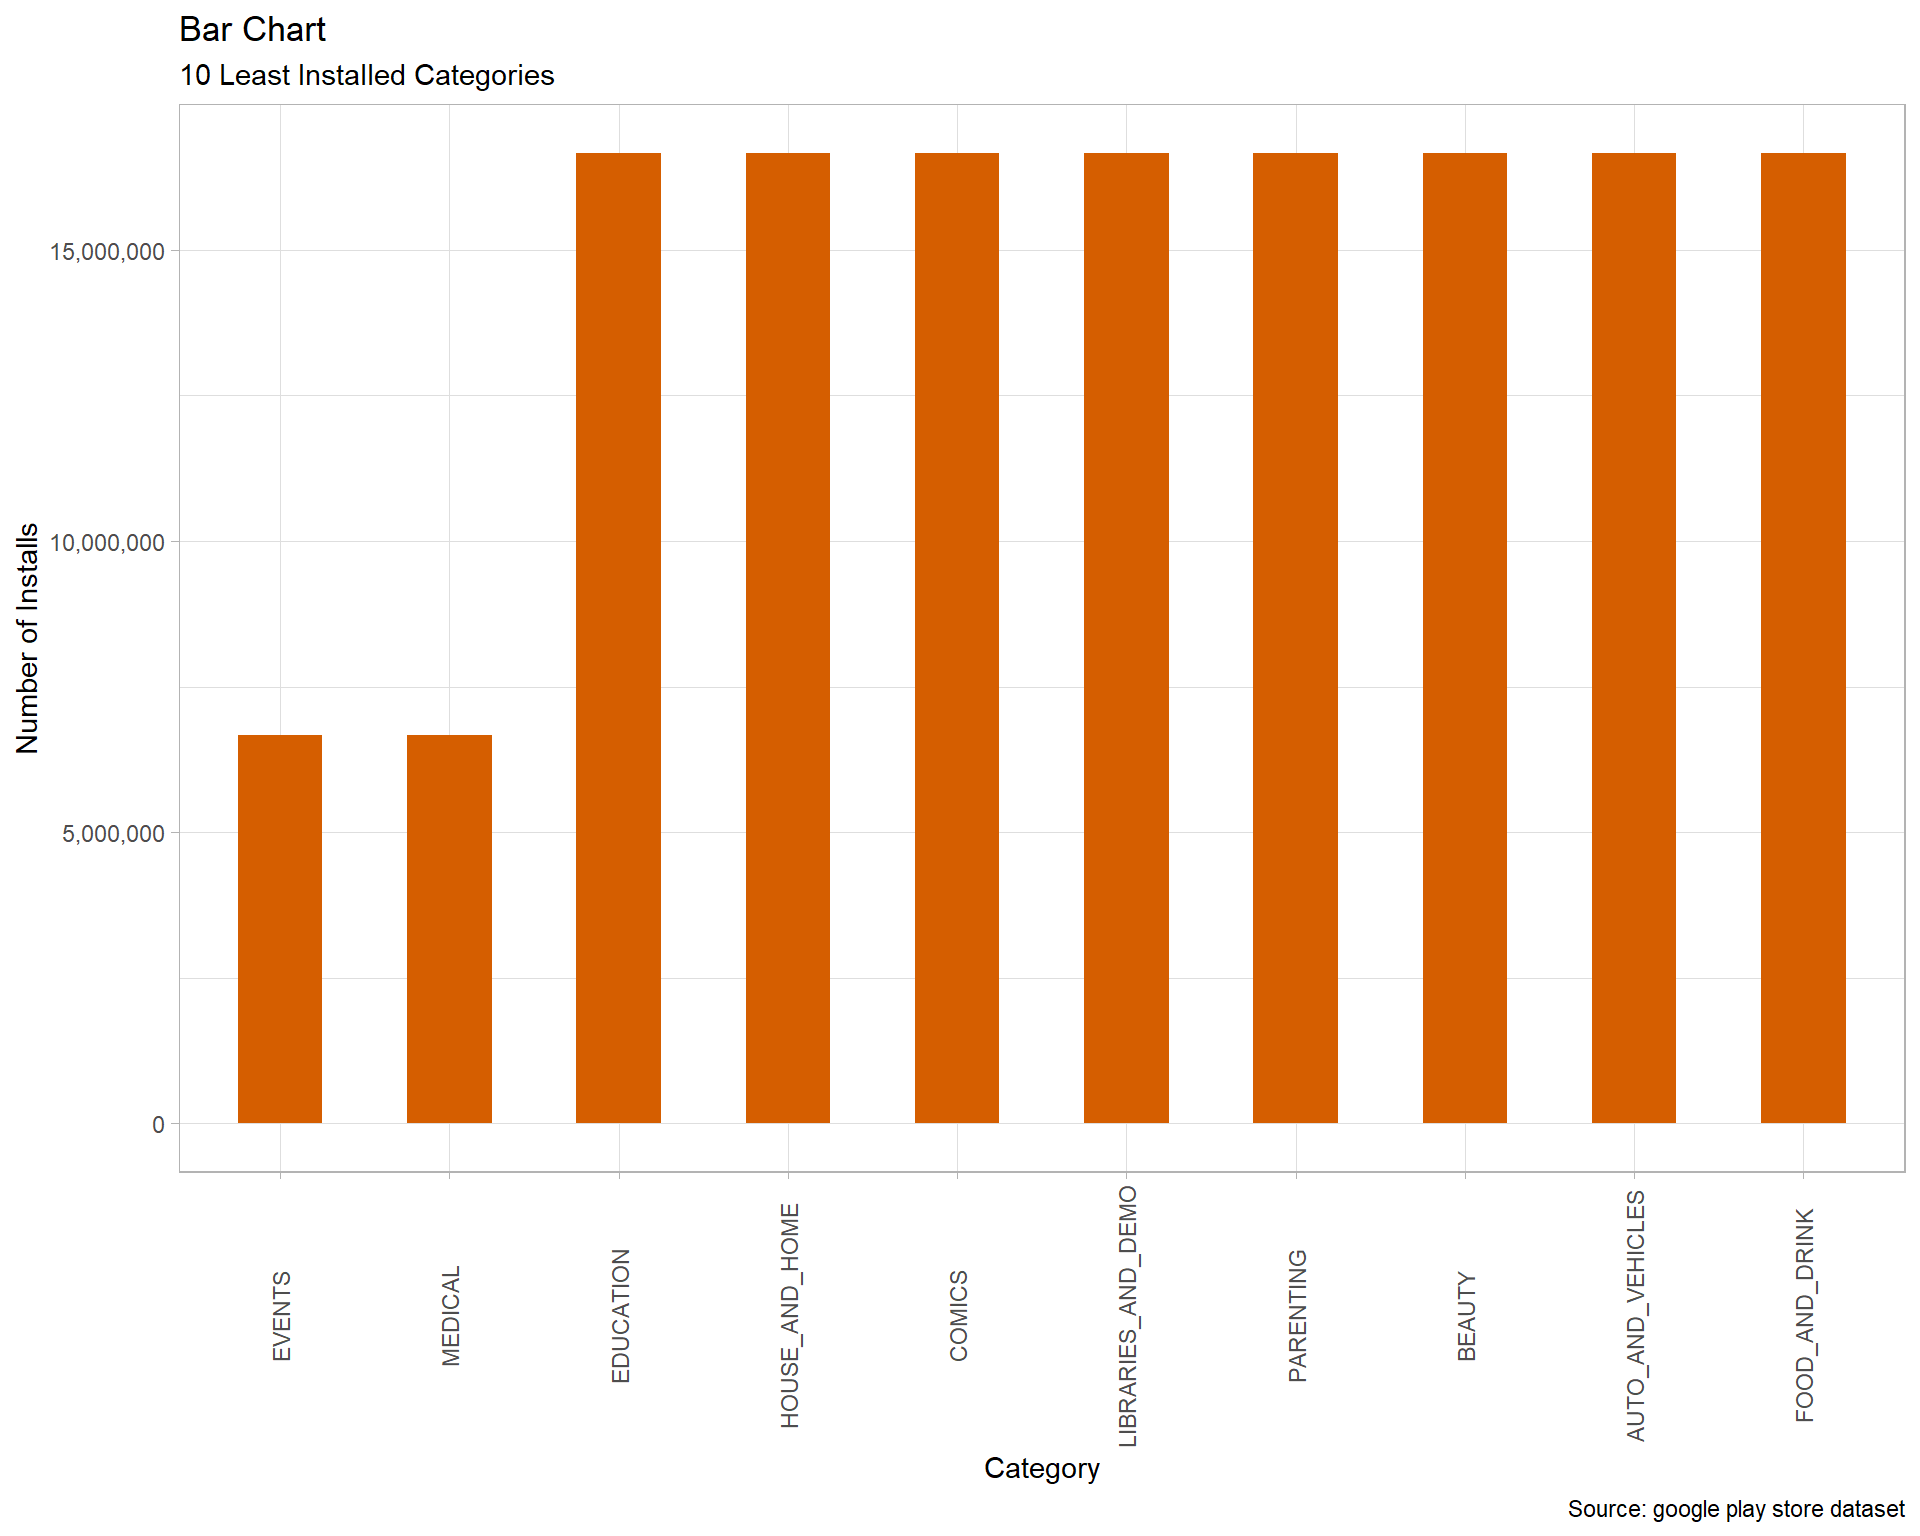 Bar Chart
10 Least Installed Categories
Number of Installs
15,000,000
10,000,000
5,000,000
0
EVENTS
MEDICAL
EDUCATION
HOUSE_AND_HOME
COMICS
LIBRARIES_AND_DEMO
PARENTING
BEAUTY
AUTO_AND_VEHICLES
FOOD_AND_DRINK
Category
Source: google play store dataset